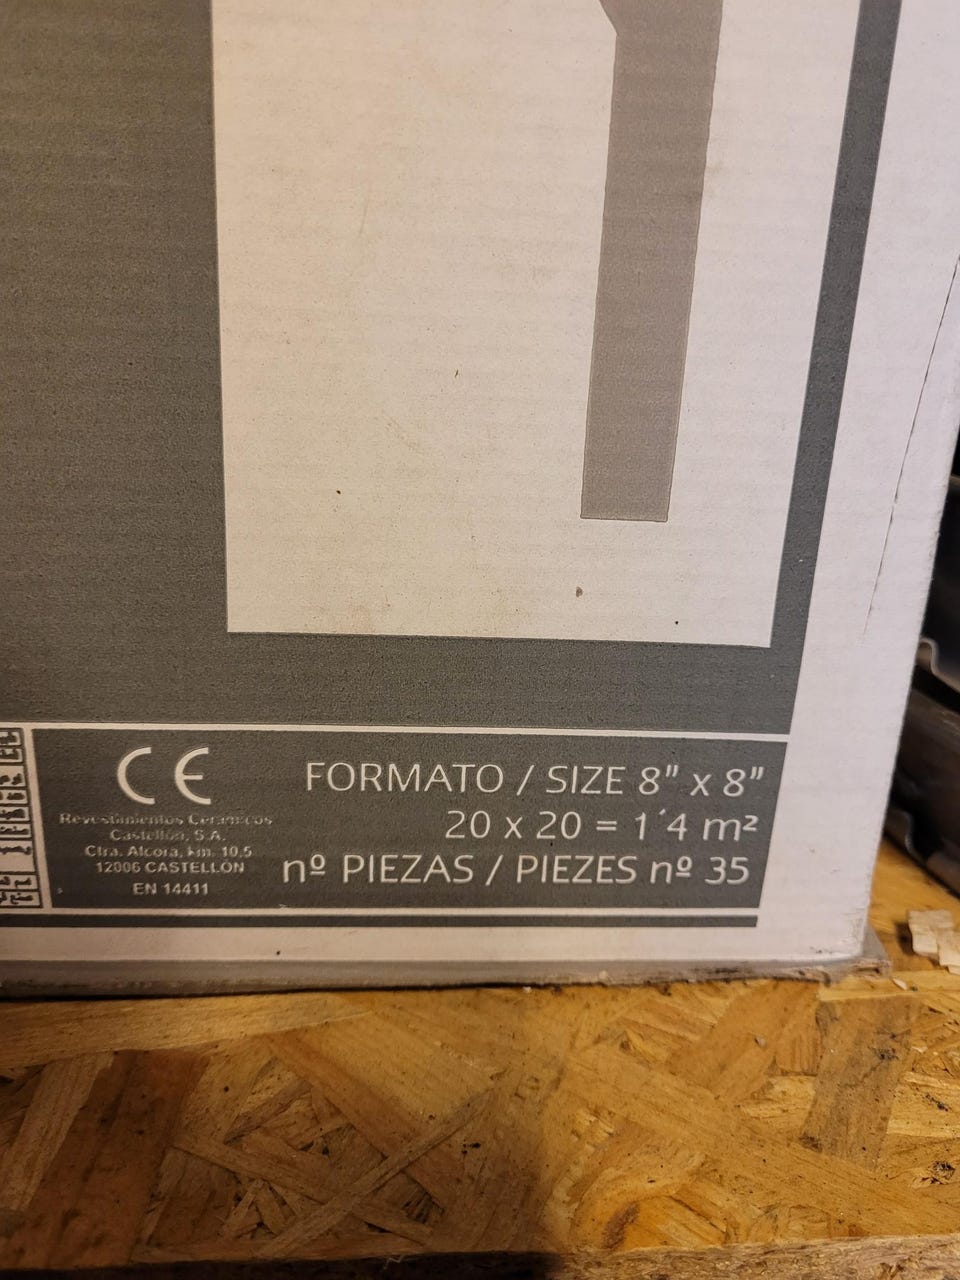 CE
Revestimientos Cerámicos
Castellón, S.A.
Ctra. Alcora, km. 10,5
12006 CASTELLÓN
EN 14411
FORMATO / SIZE 8" x 8"
20 x 20 = 1´4 m²
nº PIEZAS / PIEZES nº 35